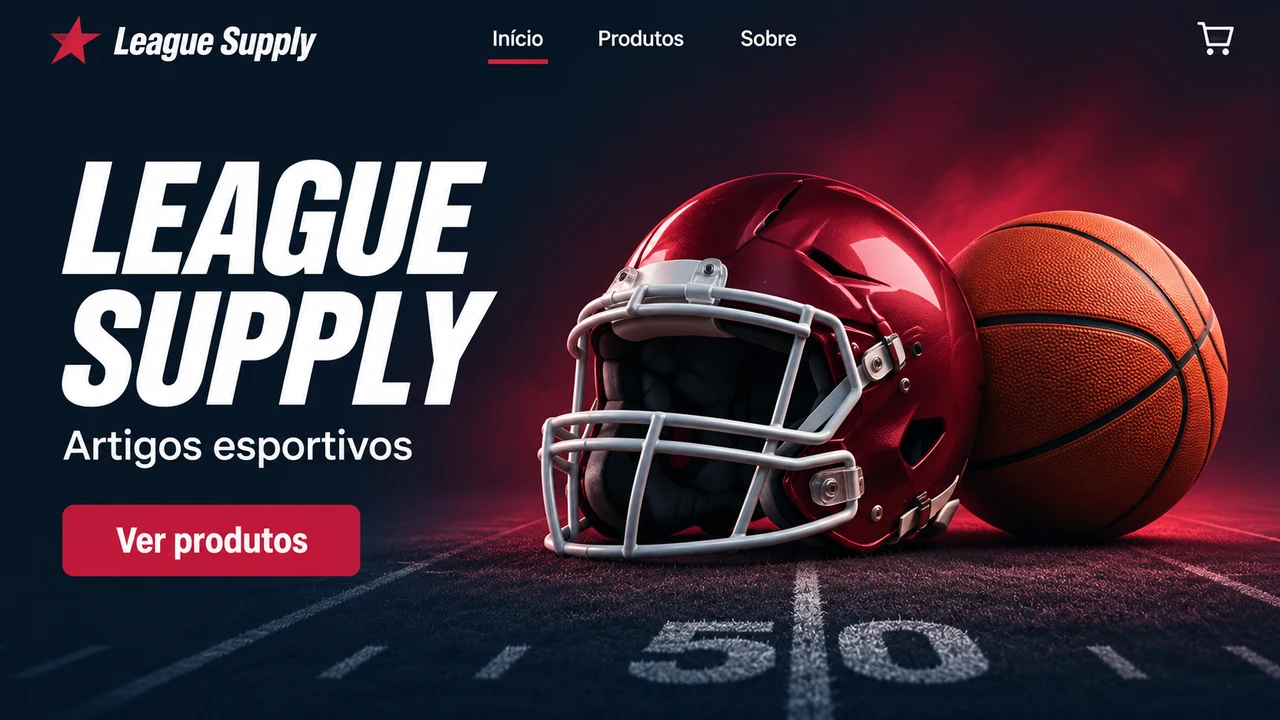 League Supply
Início
Produtos
Sobre
LEAGUE
SUPPLY
Artigos esportivos
Ver produtos
50